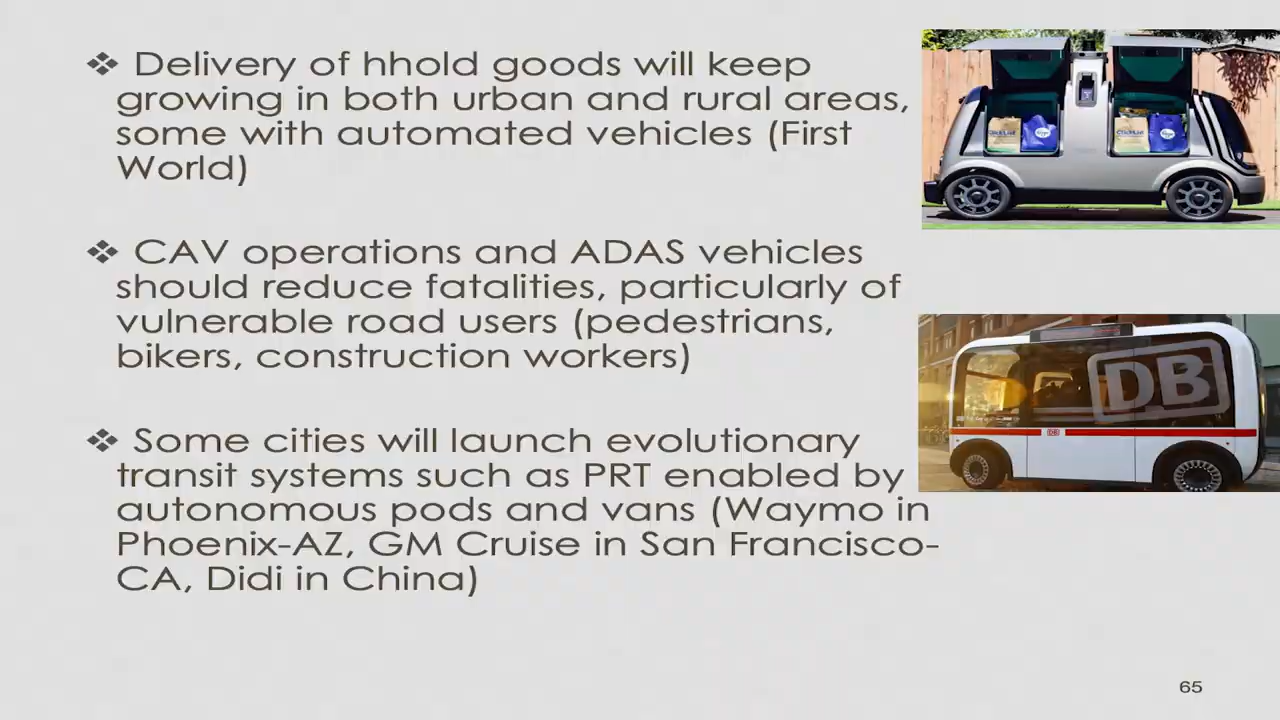 ❖ Delivery of hhold goods will keep
growing in both urban and rural areas,
some with automated vehicles (First
World)
❖ CAV operations and ADAS vehicles
should reduce fatalities, particularly of
vulnerable road users (pedestrians,
bikers, construction workers)
❖ Some cities will launch evolutionary
transit systems such as PRT enabled by
autonomous pods and vans (Waymo in
Phoenix-AZ, GM Cruise in San Francisco-
CA, Didi in China)
DB
DB
65